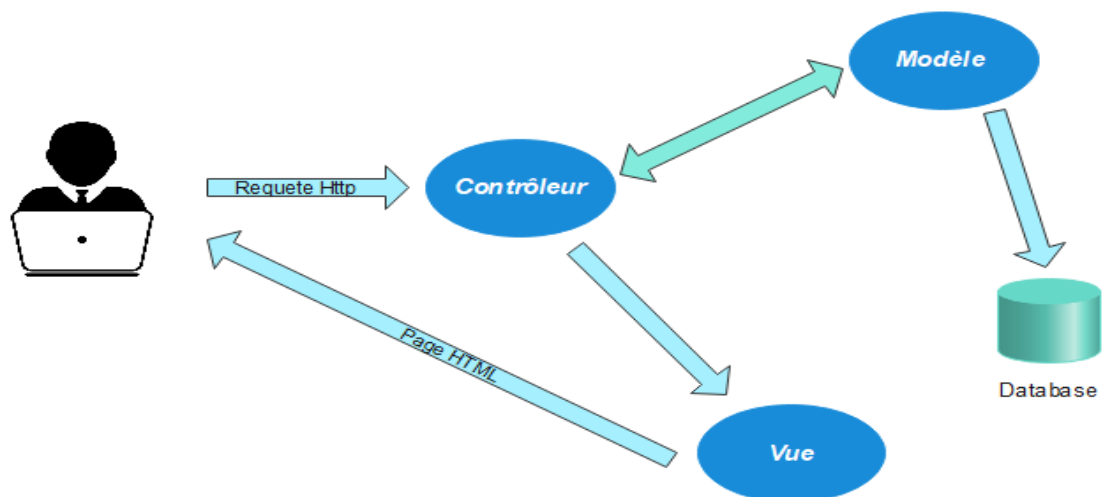 Modèle
Contrôleur
Requete Http
Page HTML
Database
Vue